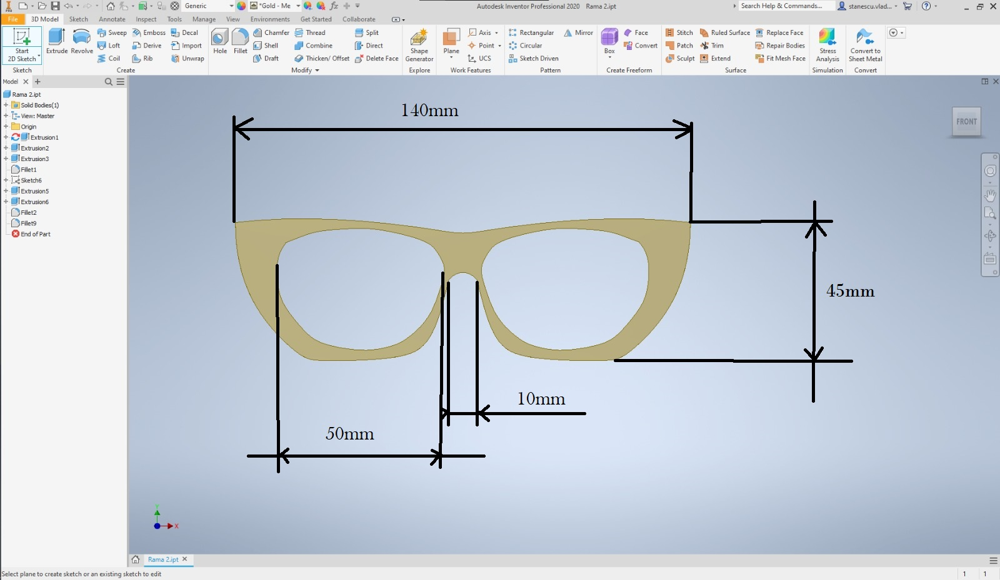 PRO
Generic
*Gold - Me
fx
Autodesk Inventor Professional 2020 Rama 2.ipt
Search Help & Commands...
stanescu.vlad...
File 3D Model Sketch Annotate Inspect Tools Manage View Environments Get Started Collaborate
Start
2D Sketch
Extrude
Revolve
Sweep Emboss Decal
Loft Derive Import
Coil Rib Unwrap
Hole
Fillet
Chamfer Thread Split
Shell Combine Direct
Draft Thicken/ Offset Delete Face
Shape
Generator
Plane
Axis
Point
UCS
Rectangular Mirror
Circular
Sketch Driven
Box
Face
Convert
Stitch Ruled Surface Replace Face
Patch Trim Repair Bodies
Sculpt Extend Fit Mesh Face
Stress
Analysis
Convert to
Sheet Metal
Sketch Create Modify Explore Work Features Pattern Create Freeform Surface Simulation Convert
Model
Rama 2.ipt
Solid Bodies(1)
View: Master
Origin
Extrusion1
Extrusion2
Extrusion3
Fillet1
Sketch6
Extrusion5
Extrusion6
Fillet2
Fillet9
End of Part
140mm
FRONT
45mm
10mm
50mm
Y
X
Rama 2.ipt
Select plane to create sketch or an existing sketch to edit
1 1